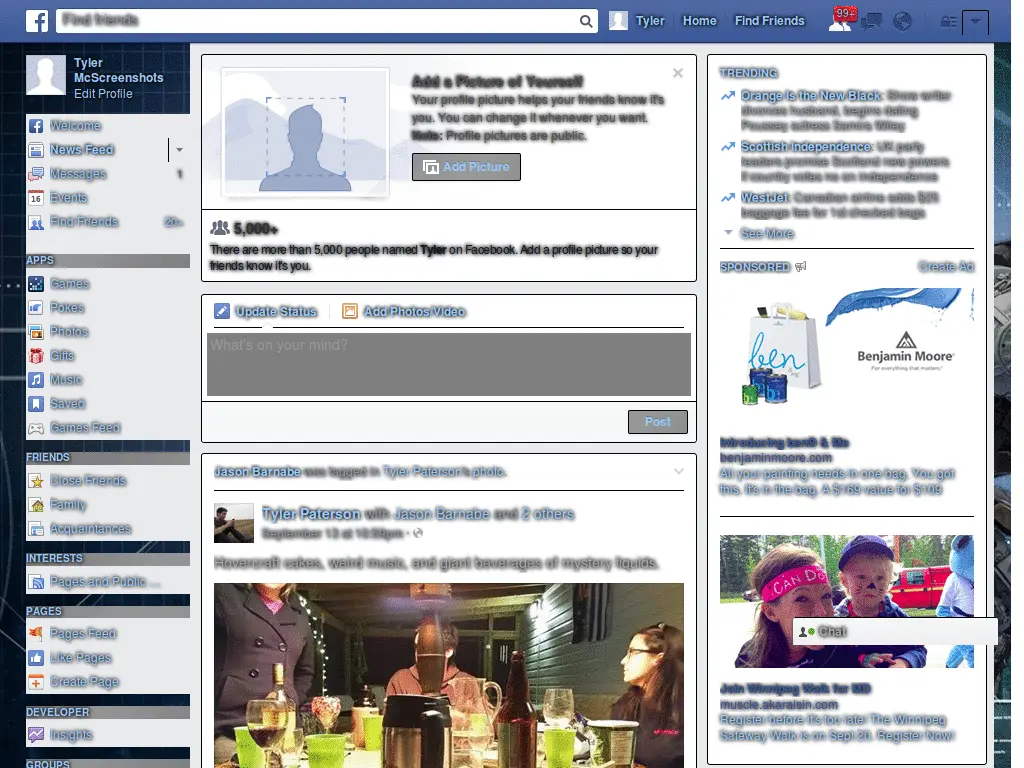 Find friends
Tyler
Home
Find Friends
99+
Tyler
McScreenshots
Edit Profile
Welcome
News Feed
Messages 1
16
Events
Find Friends 20+
APPS
Games
Pokes
Photos
Gifts
Music
Saved
Games Feed
FRIENDS
Close Friends
Family
Acquaintances
INTERESTS
Pages and Public ...
PAGES
Pages Feed
Like Pages
Create Page
DEVELOPER
Insights
GROUPS
Add a Picture of Yourself
Your profile picture helps your friends know it's
you. You can change it whenever you want.
Note: Profile pictures are public.
Add Picture
5,000+
There are more than 5,000 people named Tyler on Facebook. Add a profile picture so your
friends know it's you.
Update Status
Add Photos/Video
What's on your mind?
Post
Jason Barnabe was tagged in Tyler Paterson's photo.
Tyler Paterson with Jason Barnabe and 2 others
September 13 at 10:59pm ·
Hovercraft cakes, weird music, and giant beverages of mystery liquids.
TRENDING
Orange Is the New Black: Show writer
divorces husband, begins dating
Poussey actress Samira Wiley
Scottish Independence: UK party
leaders promise Scotland new powers
if country votes no on independence
WestJet: Canadian airline adds $25
baggage fee for 1st checked bags
See More
SPONSORED
Create Ad
ben
Benjamin Moore
For everything that matters.
Introducing ben® & Me
benjaminmoore.com
All your painting needs in one bag. You got
this. It's in the bag. A $169 value for $109
CAN DO
Chat
Join Winnipeg Walk for MD
muscle.akaraisin.com
Register before it's too late! The Winnipeg
Safeway Walk is on Sept 20. Register Now!